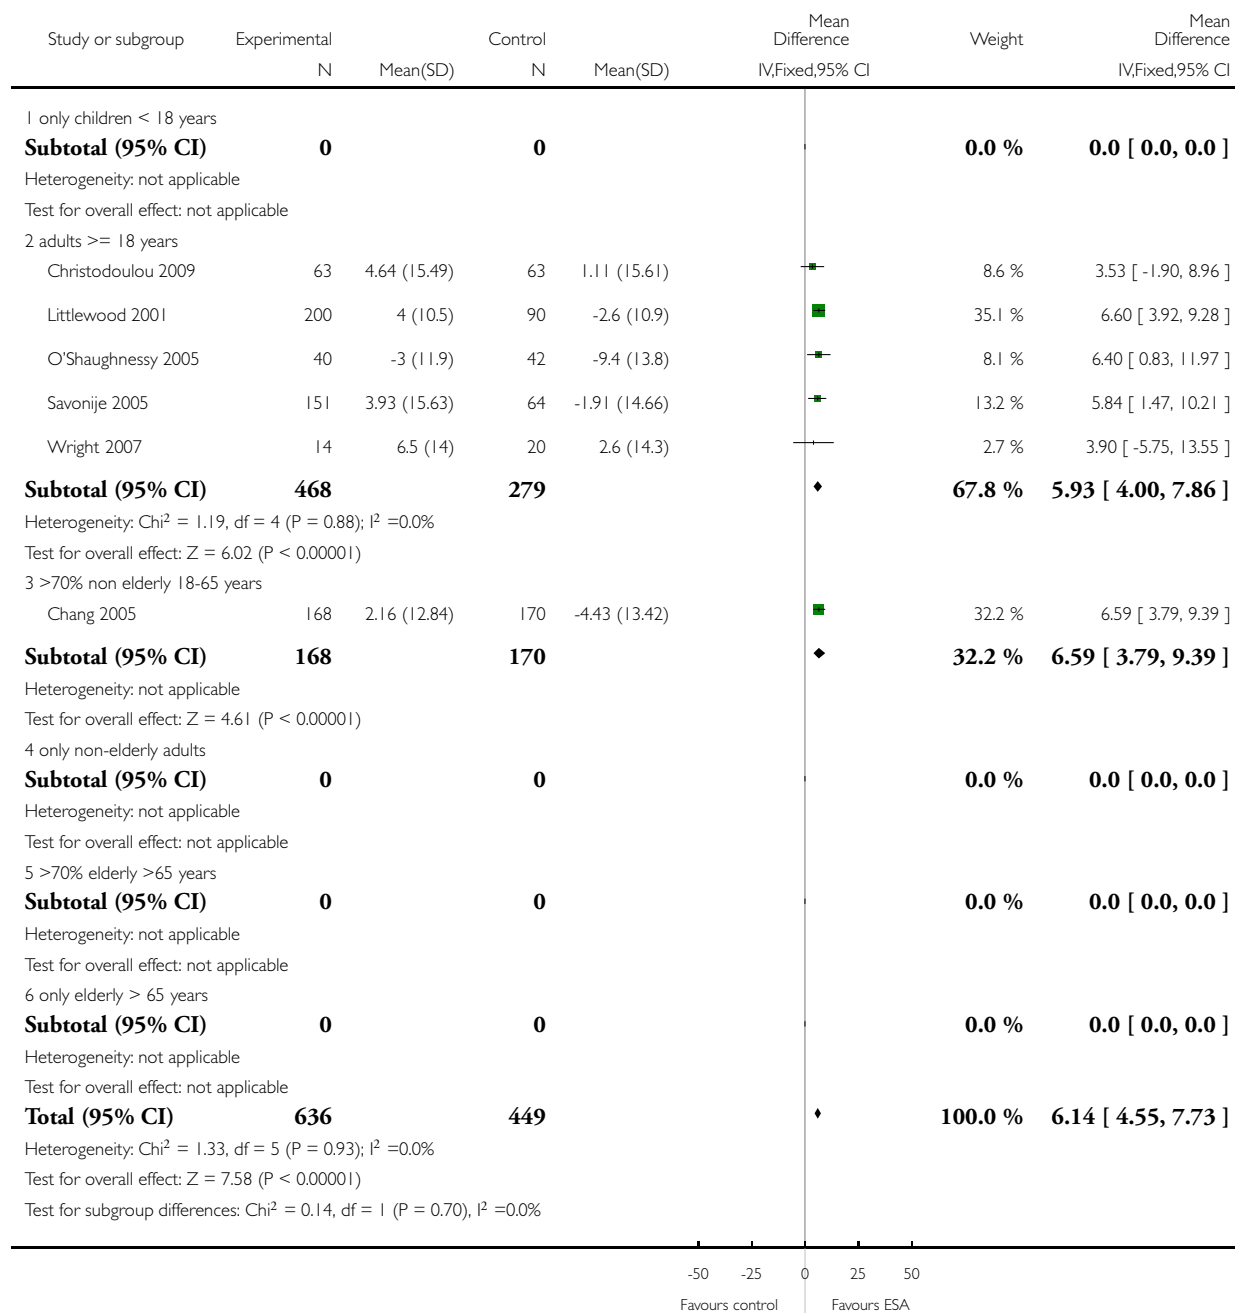 Study or subgroup Experimental Control Mean Difference Weight Mean Difference
N Mean(SD) N Mean(SD) IV,Fixed,95% CI IV,Fixed,95% CI
1 only children < 18 years
Subtotal (95% CI) 0 0 0.0 % 0.0 [ 0.0, 0.0 ]
Heterogeneity: not applicable
Test for overall effect: not applicable
2 adults >= 18 years
Christodoulou 2009 63 4.64 (15.49) 63 1.11 (15.61) 8.6 % 3.53 [ -1.90, 8.96 ]
Littlewood 2001 200 4 (10.5) 90 -2.6 (10.9) 35.1 % 6.60 [ 3.92, 9.28 ]
O'Shaughnessy 2005 40 -3 (11.9) 42 -9.4 (13.8) 8.1 % 6.40 [ 0.83, 11.97 ]
Savonije 2005 151 3.93 (15.63) 64 -1.91 (14.66) 13.2 % 5.84 [ 1.47, 10.21 ]
Wright 2007 14 6.5 (14) 20 2.6 (14.3) 2.7 % 3.90 [ -5.75, 13.55 ]
Subtotal (95% CI) 468 279 67.8 % 5.93 [ 4.00, 7.86 ]
Heterogeneity: Chi² = 1.19, df = 4 (P = 0.88); I² =0.0%
Test for overall effect: Z = 6.02 (P < 0.00001)
3 >70% non elderly 18-65 years
Chang 2005 168 2.16 (12.84) 170 -4.43 (13.42) 32.2 % 6.59 [ 3.79, 9.39 ]
Subtotal (95% CI) 168 170 32.2 % 6.59 [ 3.79, 9.39 ]
Heterogeneity: not applicable
Test for overall effect: Z = 4.61 (P < 0.00001)
4 only non-elderly adults
Subtotal (95% CI) 0 0 0.0 % 0.0 [ 0.0, 0.0 ]
Heterogeneity: not applicable
Test for overall effect: not applicable
5 >70% elderly >65 years
Subtotal (95% CI) 0 0 0.0 % 0.0 [ 0.0, 0.0 ]
Heterogeneity: not applicable
Test for overall effect: not applicable
6 only elderly > 65 years
Subtotal (95% CI) 0 0 0.0 % 0.0 [ 0.0, 0.0 ]
Heterogeneity: not applicable
Test for overall effect: not applicable
Total (95% CI) 636 449 100.0 % 6.14 [ 4.55, 7.73 ]
Heterogeneity: Chi² = 1.33, df = 5 (P = 0.93); I² =0.0%
Test for overall effect: Z = 7.58 (P < 0.00001)
Test for subgroup differences: Chi² = 0.14, df = 1 (P = 0.70), I² =0.0%
-50 -25 0 25 50
Favours control Favours ESA